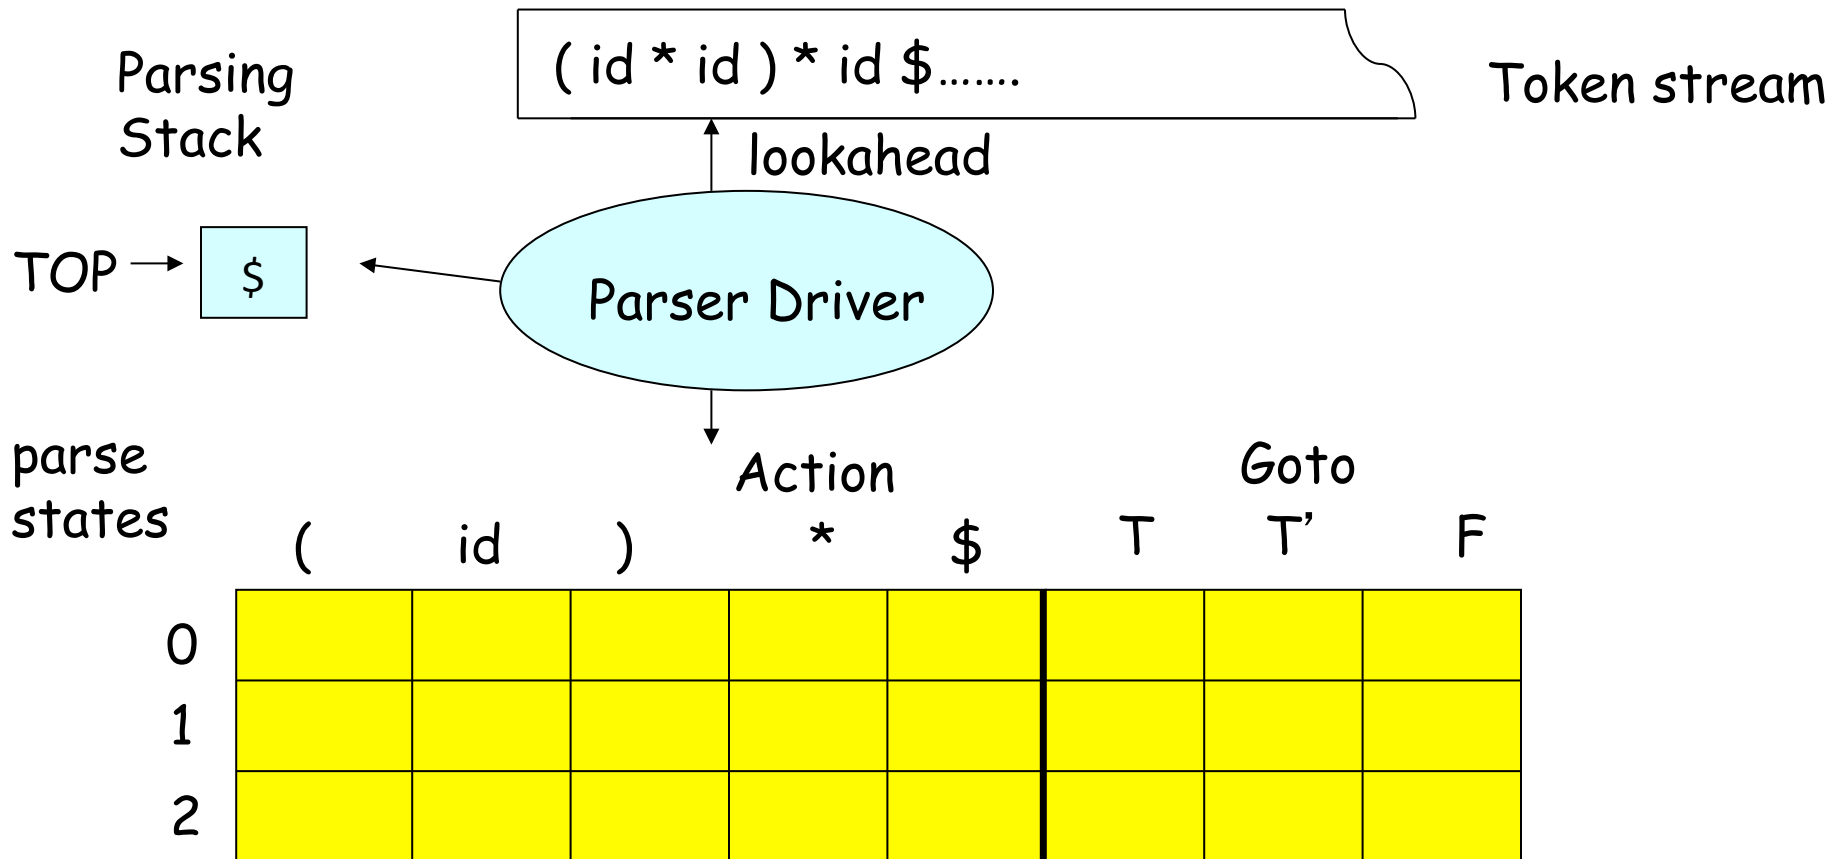 Parsing
Stack
( id * id ) * id $.......
Token stream
lookahead
TOP
$
Parser Driver
parse
states
Action
Goto
( id ) * $ T T’ F
0
1
2